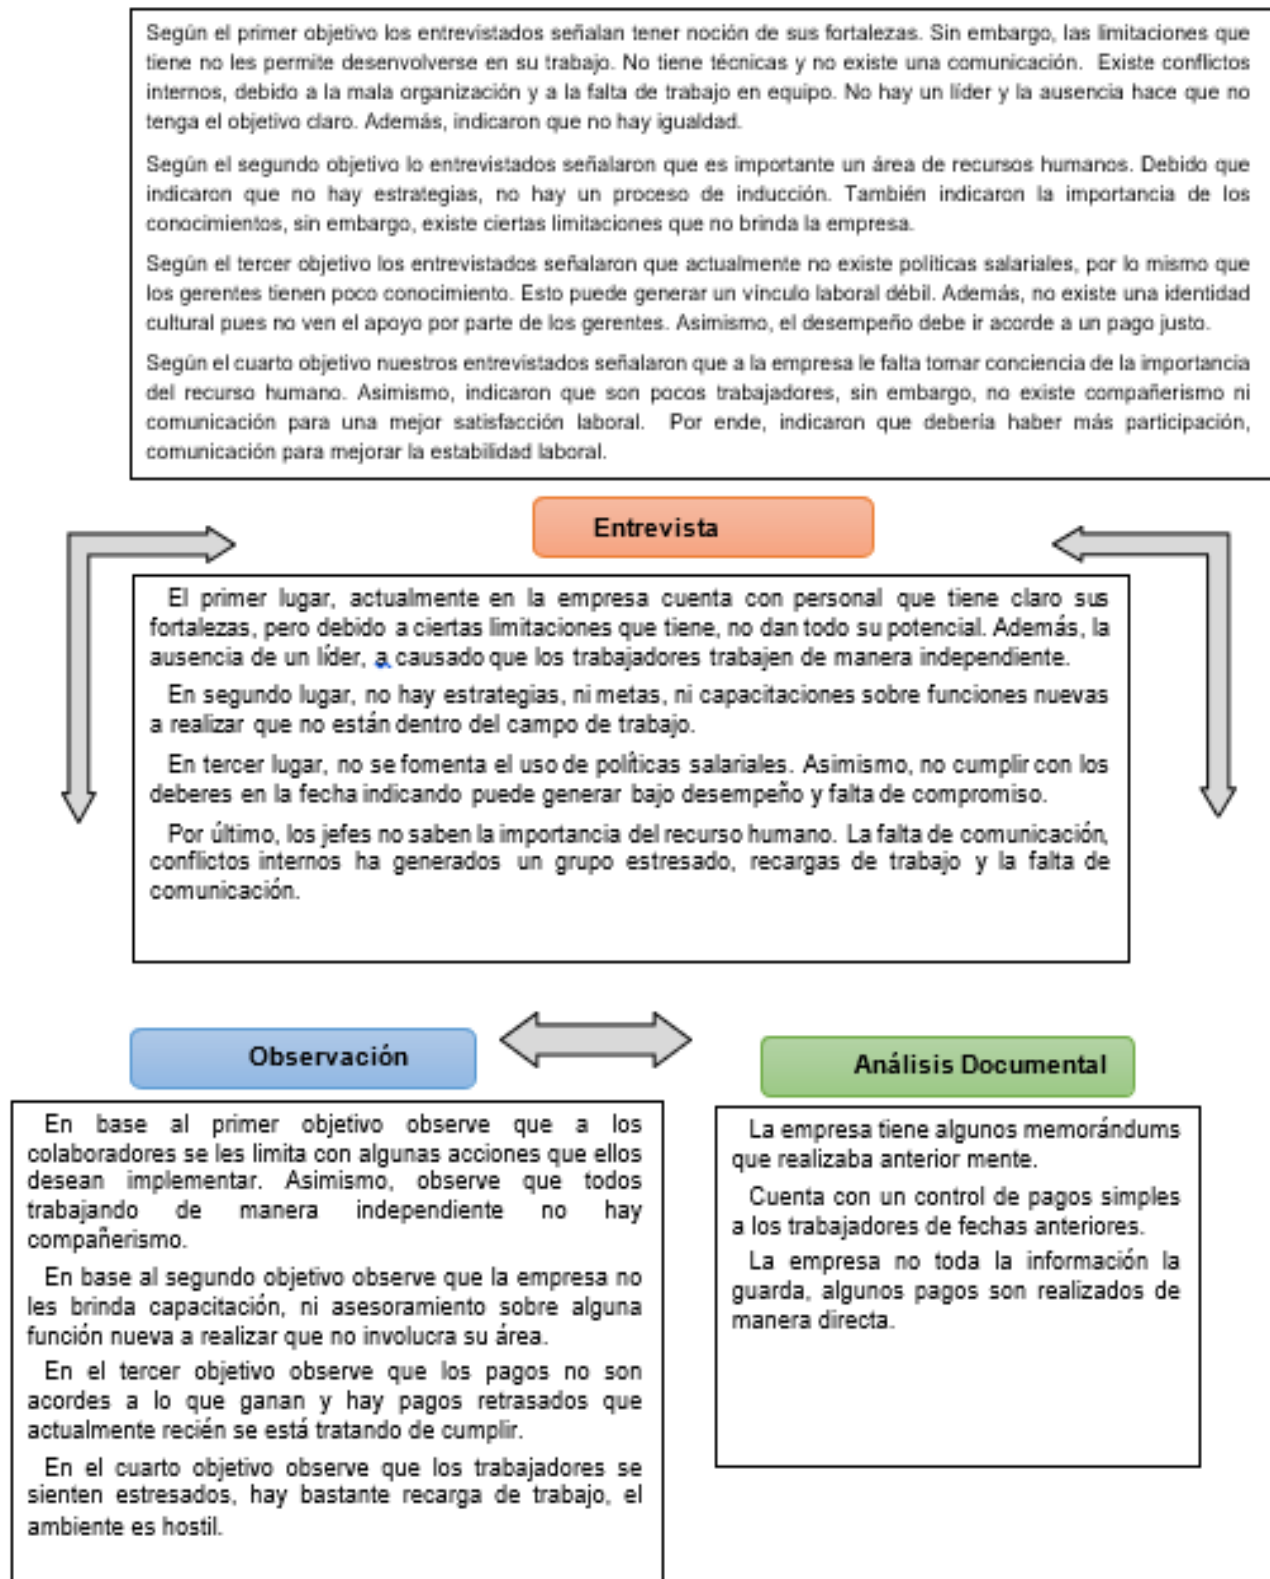 Según el primer objetivo los entrevistados señalan tener noción de sus fortalezas. Sin embargo, las limitaciones que
tiene no les permite desenvolverse en su trabajo. No tiene técnicas y no existe una comunicación. Existe conflictos
internos, debido a la mala organización y a la falta de trabajo en equipo. No hay un líder y la ausencia hace que no
tenga el objetivo claro. Además, indicaron que no hay igualdad.
Según el segundo objetivo lo entrevistados señalaron que es importante un área de recursos humanos. Debido que
indicaron que no hay estrategias, no hay un proceso de inducción. También indicaron la importancia de los
conocimientos, sin embargo, existe ciertas limitaciones que no brinda la empresa.
Según el tercer objetivo los entrevistados señalaron que actualmente no existe políticas salariales, por lo mismo que
los gerentes tienen poco conocimiento. Esto puede generar un vínculo laboral débil. Además, no existe una identidad
cultural pues no ven el apoyo por parte de los gerentes. Asimismo, el desempeño debe ir acorde a un pago justo.
Según el cuarto objetivo nuestros entrevistados señalaron que a la empresa le falta tomar conciencia de la importancia
del recurso humano. Asimismo, indicaron que son pocos trabajadores, sin embargo, no existe compañerismo ni
comunicación para una mejor satisfacción laboral. Por ende, indicaron que debería haber más participación,
comunicación para mejorar la estabilidad laboral.
Entrevista
El primer lugar, actualmente en la empresa cuenta con personal que tiene claro sus
fortalezas, pero debido a ciertas limitaciones que tiene, no dan todo su potencial. Además, la
ausencia de un líder, a causado que los trabajadores trabajen de manera independiente.
En segundo lugar, no hay estrategias, ni metas, ni capacitaciones sobre funciones nuevas
a realizar que no están dentro del campo de trabajo.
En tercer lugar, no se fomenta el uso de políticas salariales. Asimismo, no cumplir con los
deberes en la fecha indicando puede generar bajo desempeño y falta de compromiso.
Por último, los jefes no saben la importancia del recurso humano. La falta de comunicación,
conflictos internos ha generados un grupo estresado, recargas de trabajo y la falta de
comunicación.
Observación
En base al primer objetivo observe que a los
colaboradores se les limita con algunas acciones que ellos
desean implementar. Asimismo, observe que todos
trabajando de manera independiente no hay
compañerismo.
En base al segundo objetivo observe que la empresa no
les brinda capacitación, ni asesoramiento sobre alguna
función nueva a realizar que no involucra su área.
En el tercer objetivo observe que los pagos no son
acordes a lo que ganan y hay pagos retrasados que
actualmente recién se está tratando de cumplir.
En el cuarto objetivo observe que los trabajadores se
sienten estresados, hay bastante recarga de trabajo, el
ambiente es hostil.
Análisis Documental
La empresa tiene algunos memorándums
que realizaba anterior mente.
Cuenta con un control de pagos simples
a los trabajadores de fechas anteriores.
La empresa no toda la información la
guarda, algunos pagos son realizados de
manera directa.